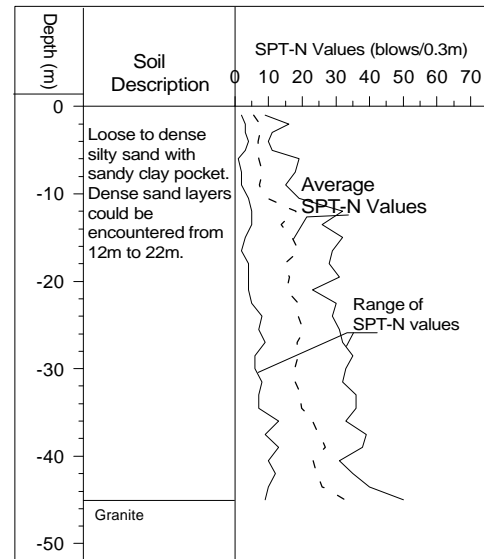 Depth (m)
Soil
Description
SPT-N Values (blows/0.3m)
0 10 20 30 40 50 60 70
0
-10
-20
-30
-40
-50
Loose to dense
silty sand with
sandy clay pocket.
Dense sand layers
could be
encountered from
12m to 22m.
Average
SPT-N Values
Range of
SPT-N values
Granite